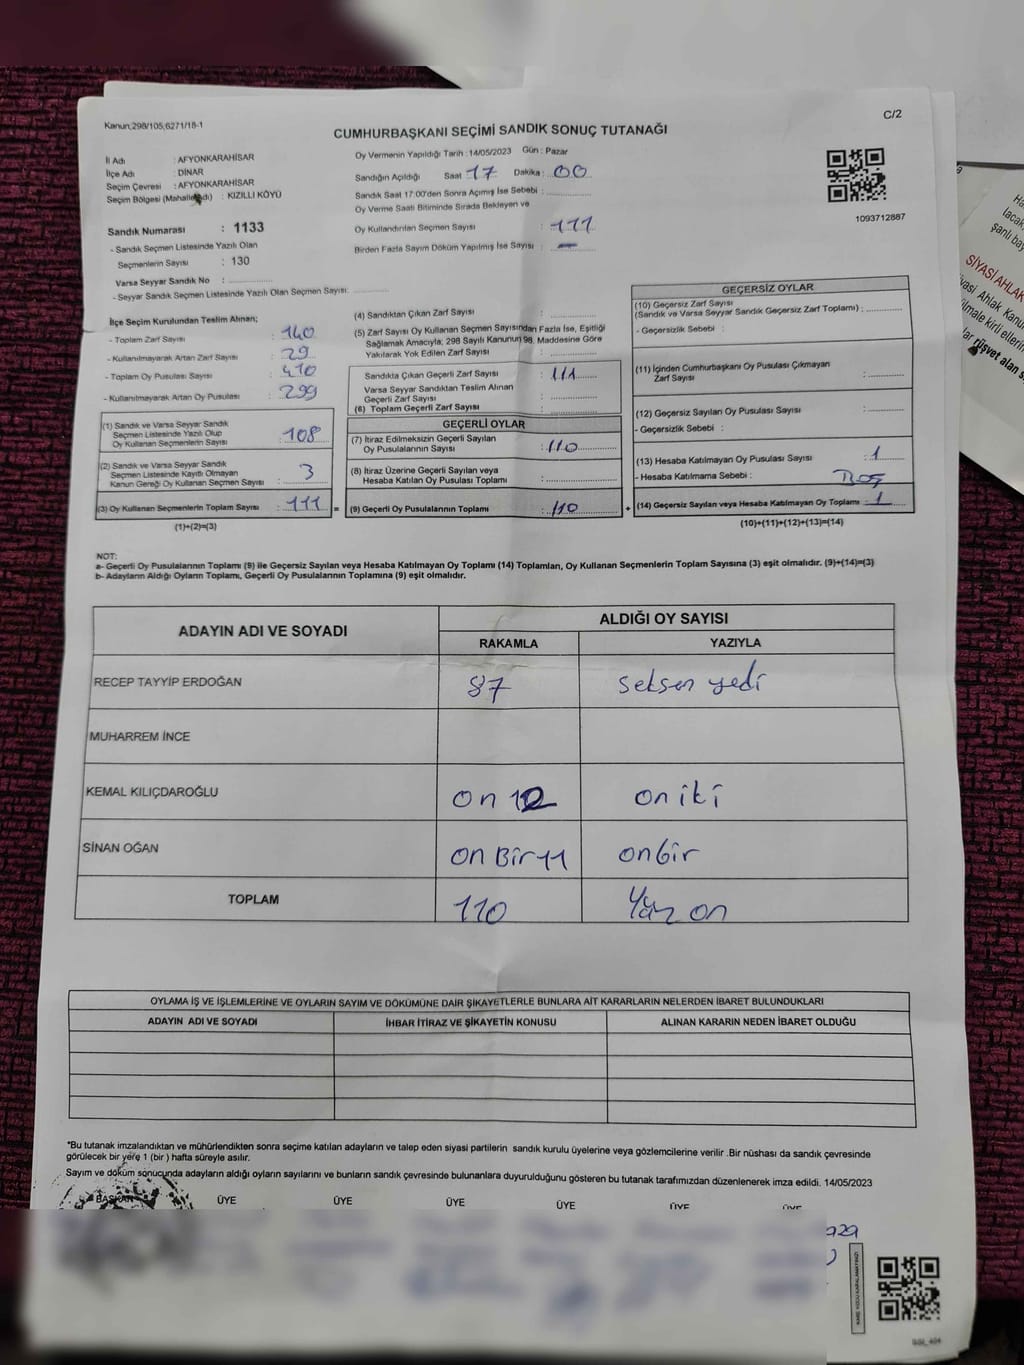 Kanun;298/105;6271/18-1
C/2
CUMHURBAŞKANI SEÇİMİ SANDIK SONUÇ TUTANAĞI
İl Adı : AFYONKARAHİSAR
İlçe Adı : DİNAR
Seçim Çevresi : AFYONKARAHİSAR
Seçim Bölgesi (Mahalle Adı) : KIZILLI KÖYÜ
Sandık Numarası : 1133
- Sandık Seçmen Listesinde Yazılı Olan
Seçmenlerin Sayısı : 130
Varsa Seyyar Sandık No :
- Seyyar Sandık Seçmen Listesinde Yazılı Olan Seçmen Sayısı:
Oy Vermenin Yapıldığı Tarih : 14/05/2023 Gün : Pazar
Sandığın Açıldığı Saat : 17 Dakika : 00
Sandık Saat 17:00'den Sonra Açımış İse Sebebi :
Oy Verme Saati Bitiminde Sırada Bekleyen ve
Oy Kullandırılan Seçmen Sayısı : 111
Birden Fazla Sayım Döküm Yapılmış İse Sayısı : -
1093712887
İlçe Seçim Kurulundan Teslim Alınan;
- Toplam Zarf Sayısı : 140
- Kullanılmayarak Artan Zarf Sayısı : 29
- Toplam Oy Pusulası Sayısı : 410
- Kullanılmayarak Artan Oy Pusulası : 299
(1) Sandık ve Varsa Seyyar Sandık
Seçmen Listesinde Yazılı Olup
Oy Kullanan Seçmenlerin Sayısı : 108
(2) Sandık ve Varsa Seyyar Sandık
Seçmen Listesinde Kayıtlı Olmayan
Kanun Gereği Oy Kullanan Seçmen Sayısı : 3
(3) Oy Kullanan Seçmenlerin Toplam Sayısı : 111
(1)+(2)=(3)
(4) Sandıktan Çıkan Zarf Sayısı :
(5) Zarf Sayısı Oy Kullanan Seçmen Sayısından Fazla İse, Eşitliği
Sağlamak Amacıyla; 298 Sayılı Kanunun 98. Maddesine Göre
Yakılarak Yok Edilen Zarf Sayısı :
Sandıkta Çıkan Geçerli Zarf Sayısı : 111
Varsa Seyyar Sandıktan Teslim Alınan
Geçerli Zarf Sayısı :
(6) Toplam Geçerli Zarf Sayısı :
GEÇERLİ OYLAR
(7) İtiraz Edilmeksizin Geçerli Sayılan
Oy Pusulalarının Sayısı : 110
(8) İtiraz Üzerine Geçerli Sayılan veya
Hesaba Katılan Oy Pusulası Toplamı :
= (9) Geçerli Oy Pusulalarının Toplamı : 110 +
GEÇERSİZ OYLAR
(10) Geçersiz Zarf Sayısı
(Sandık ve Varsa Seyyar Sandık Geçersiz Zarf Toplamı) :
- Geçersizlik Sebebi :
(11) İçinden Cumhurbaşkanı Oy Pusulası Çıkmayan
Zarf Sayısı :
(12) Geçersiz Sayılan Oy Pusulası Sayısı :
- Geçersizlik Sebebi :
(13) Hesaba Katılmayan Oy Pusulası Sayısı : 1
- Hesaba Katılmama Sebebi : Boş
(14) Geçersiz Sayılan veya Hesaba Katılmayan Oy Toplamı : 1
(10)+(11)+(12)+(13)=(14)
NOT:
a- Geçerli Oy Pusulalarının Toplamı (9) ile Geçersiz Sayılan veya Hesaba Katılmayan Oy Toplamı (14) Toplamları, Oy Kullanan Seçmenlerin Toplam Sayısına (3) eşit olmalıdır. (9)+(14)=(3)
b- Adayların Aldığı Oyların Toplamı, Geçerli Oy Pusulalarının Toplamına (9) eşit olmalıdır.
ADAYIN ADI VE SOYADI
ALDIĞI OY SAYISI
RAKAMLA YAZIYLA
RECEP TAYYİP ERDOĞAN 87 seksen yedi
MUHARREM İNCE
KEMAL KILIÇDAROĞLU on 12 on iki
SİNAN OĞAN on Bir 11 onbir
TOPLAM 110 Yüz on
OYLAMA İŞ VE İŞLEMLERİNE VE OYLARIN SAYIM VE DÖKÜMÜNE DAİR ŞİKAYETLERLE BUNLARA AİT KARARLARIN NELERDEN İBARET BULUNDUKLARI
ADAYIN ADI VE SOYADI İHBAR İTİRAZ VE ŞİKAYETİN KONUSU ALINAN KARARIN NEDEN İBARET OLDUĞU
*Bu tutanak imzalandıktan ve mühürlendikten sonra seçime katılan adayların ve talep eden siyasi partilerin sandık kurulu üyelerine veya gözlemcilerine verilir .Bir nüshası da sandık çevresinde
görülecek bir yere 1 (bir ) hafta süreyle asılır.
Sayım ve döküm sonucunda adayların aldığı oyların sayılarını ve bunların sandık çevresinde bulunanlara duyurulduğunu gösteren bu tutanak tarafımızdan düzenlenerek imza edildi. 14/05/2023
BAŞKAN ÜYE ÜYE ÜYE ÜYE ÜYE ÜYE
SİYASİ AHLAK